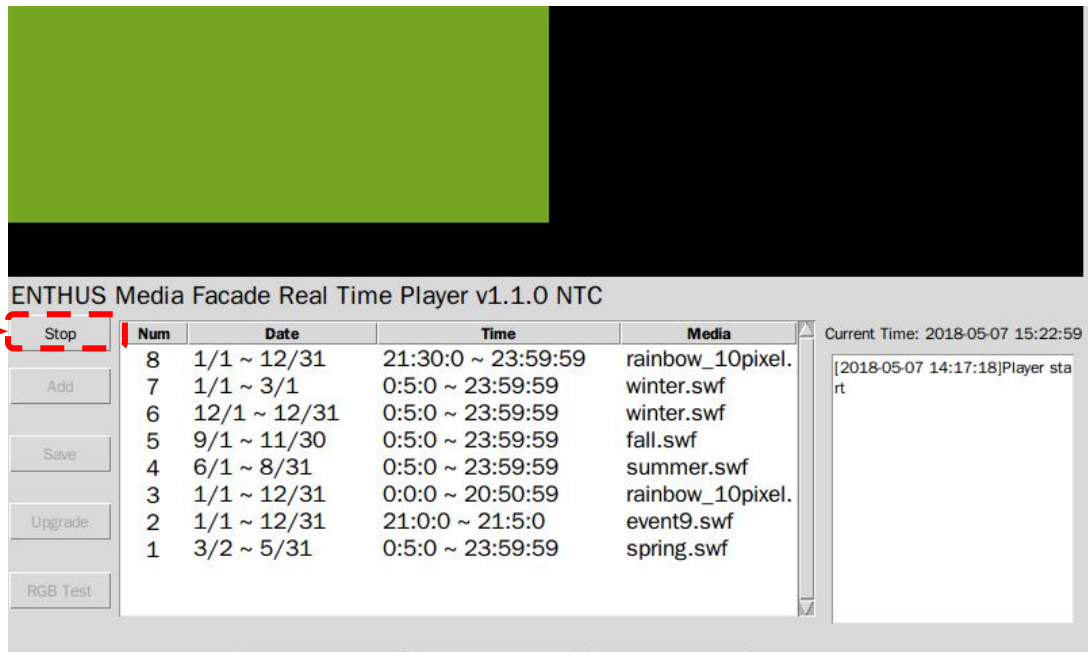 ENTHUS Media Facade Real Time Player v1.1.0 NTC
Stop
Add
Save
Upgrade
RGB Test
Num Date Time Media
8 1/1 ~ 12/31 21:30:0 ~ 23:59:59 rainbow_10pixel.
7 1/1 ~ 3/1 0:5:0 ~ 23:59:59 winter.swf
6 12/1 ~ 12/31 0:5:0 ~ 23:59:59 winter.swf
5 9/1 ~ 11/30 0:5:0 ~ 23:59:59 fall.swf
4 6/1 ~ 8/31 0:5:0 ~ 23:59:59 summer.swf
3 1/1 ~ 12/31 0:0:0 ~ 20:50:59 rainbow_10pixel.
2 1/1 ~ 12/31 21:0:0 ~ 21:5:0 event9.swf
1 3/2 ~ 5/31 0:5:0 ~ 23:59:59 spring.swf
Current Time: 2018-05-07 15:22:59
[2018-05-07 14:17:18]Player sta
rt